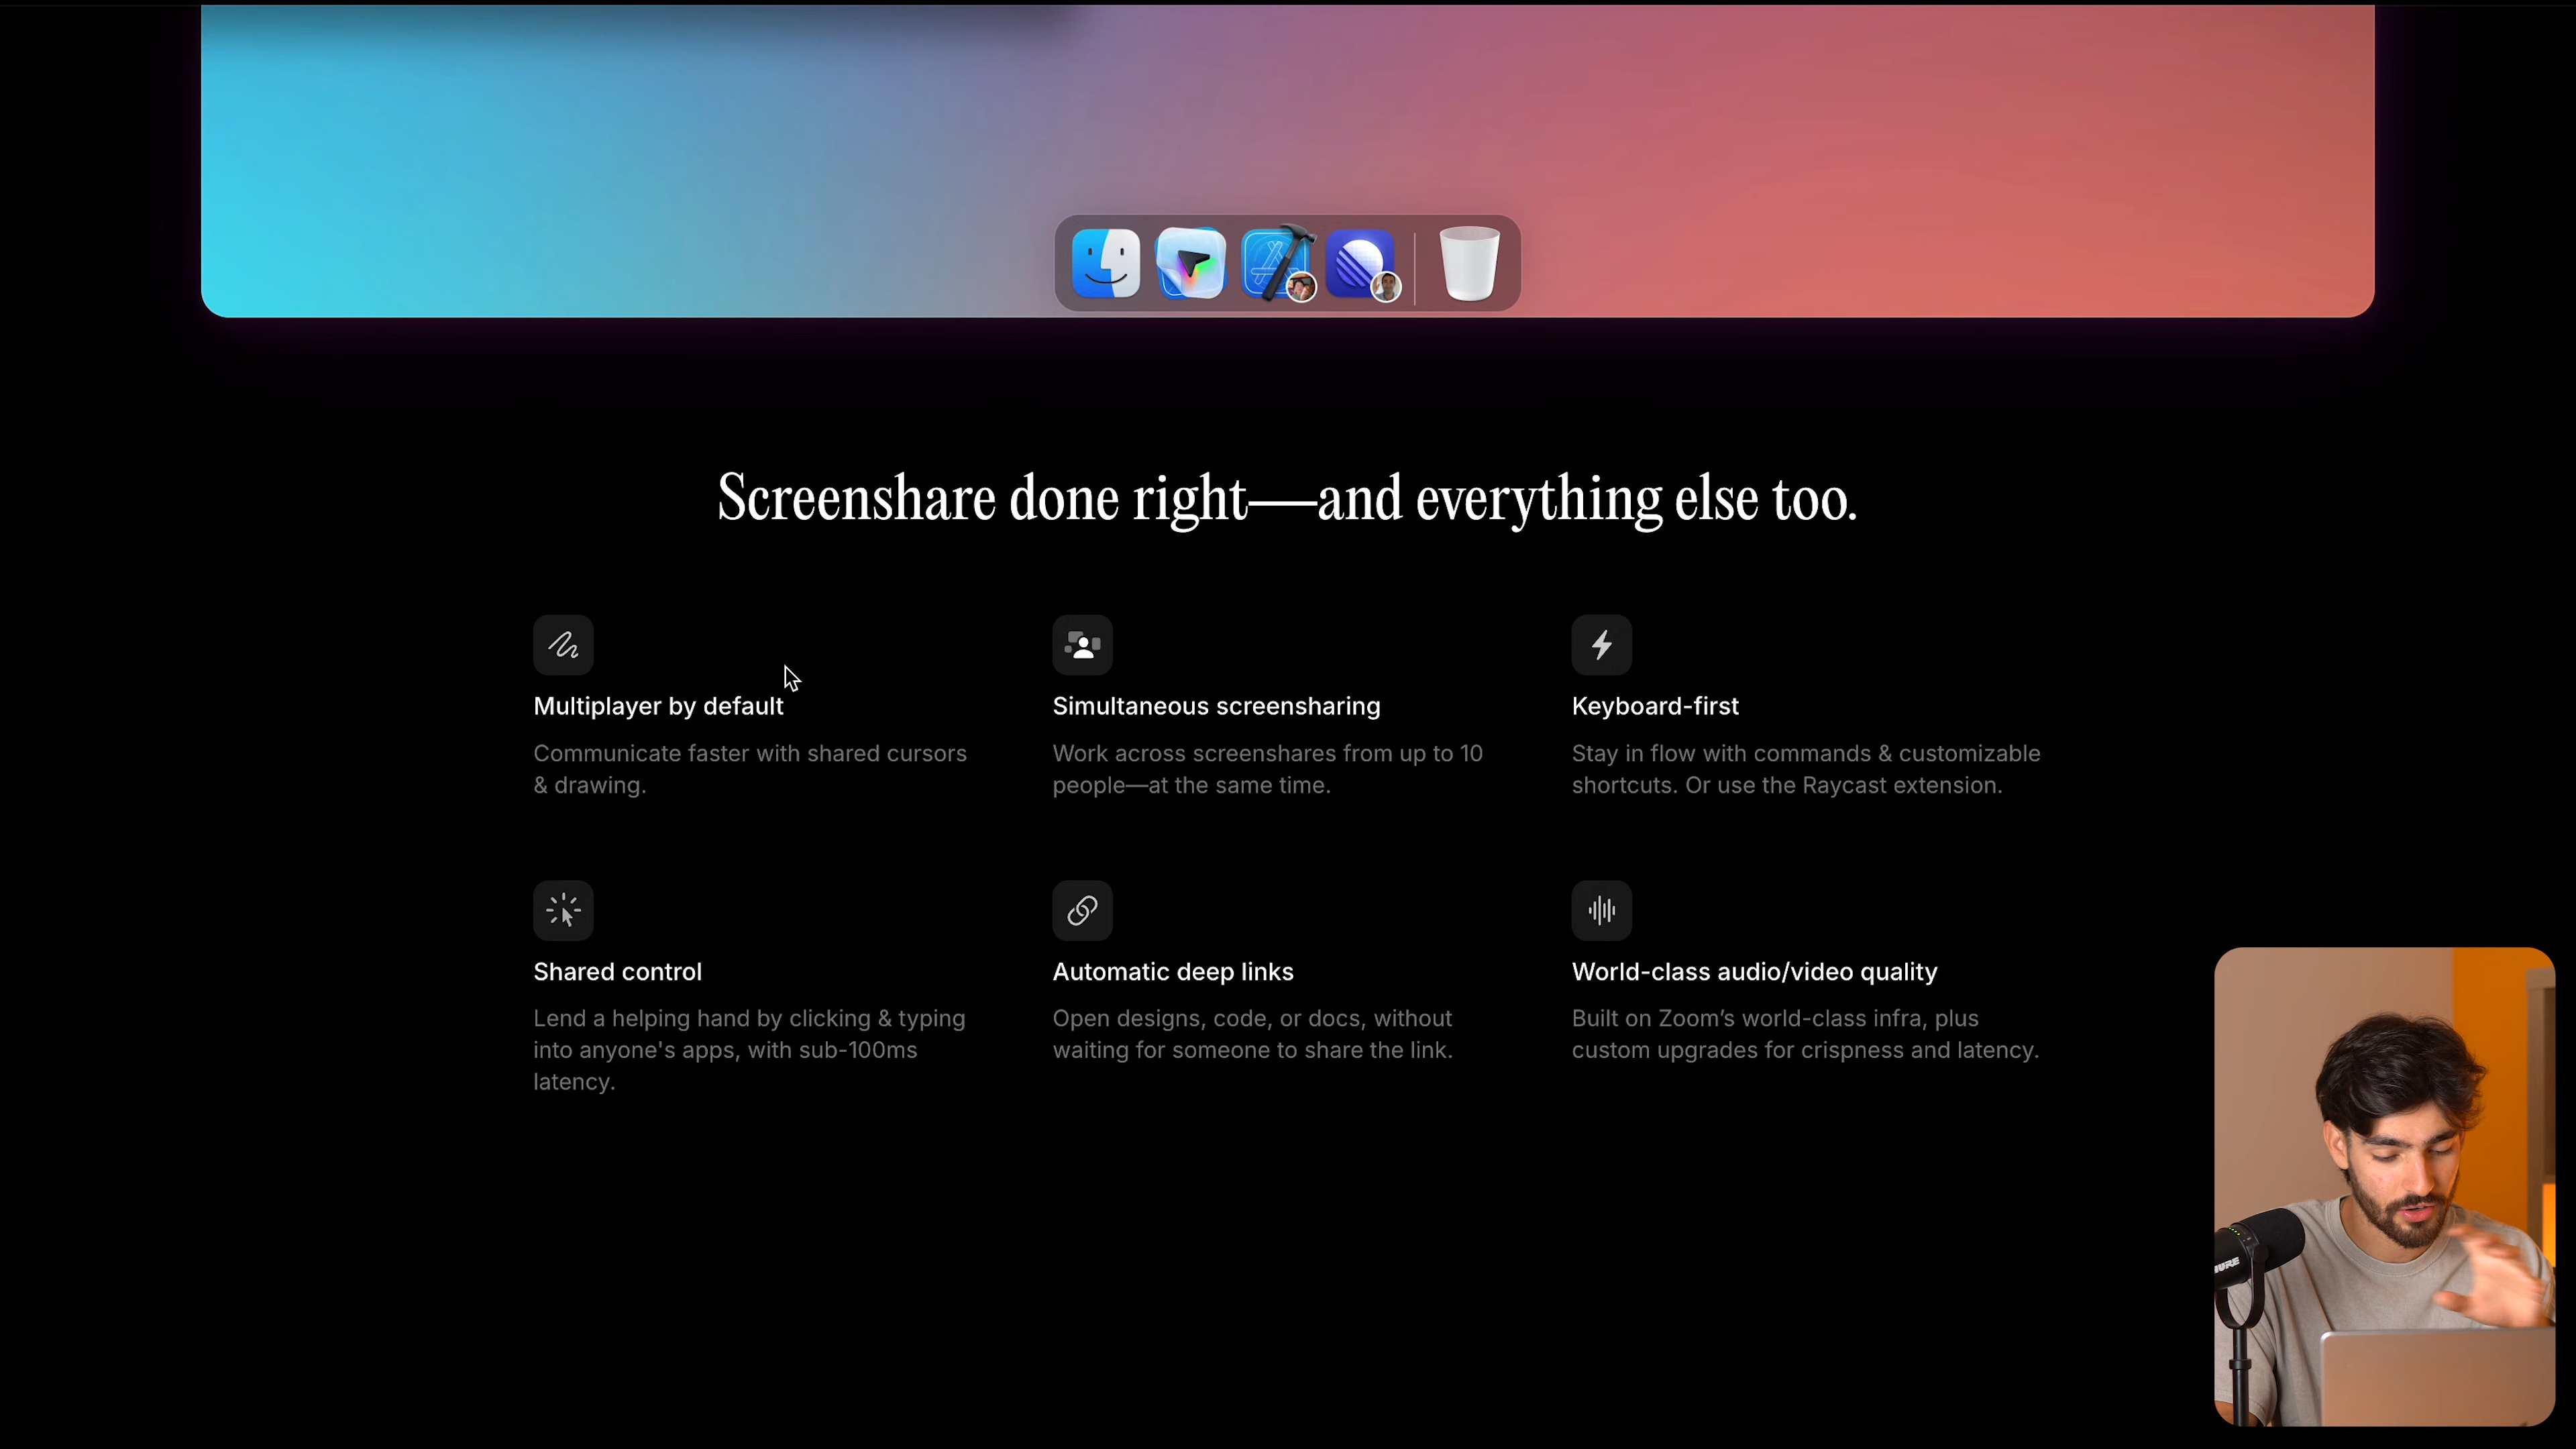 Screenshare done right—and everything else too.
Multiplayer by default
Communicate faster with shared cursors
& drawing.
Simultaneous screensharing
Work across screenshares from up to 10
people—at the same time.
Keyboard-first
Stay in flow with commands & customizable
shortcuts. Or use the Raycast extension.
Shared control
Lend a helping hand by clicking & typing
into anyone's apps, with sub-100ms
latency.
Automatic deep links
Open designs, code, or docs, without
waiting for someone to share the link.
World-class audio/video quality
Built on Zoom’s world-class infra, plus
custom upgrades for crispness and latency.